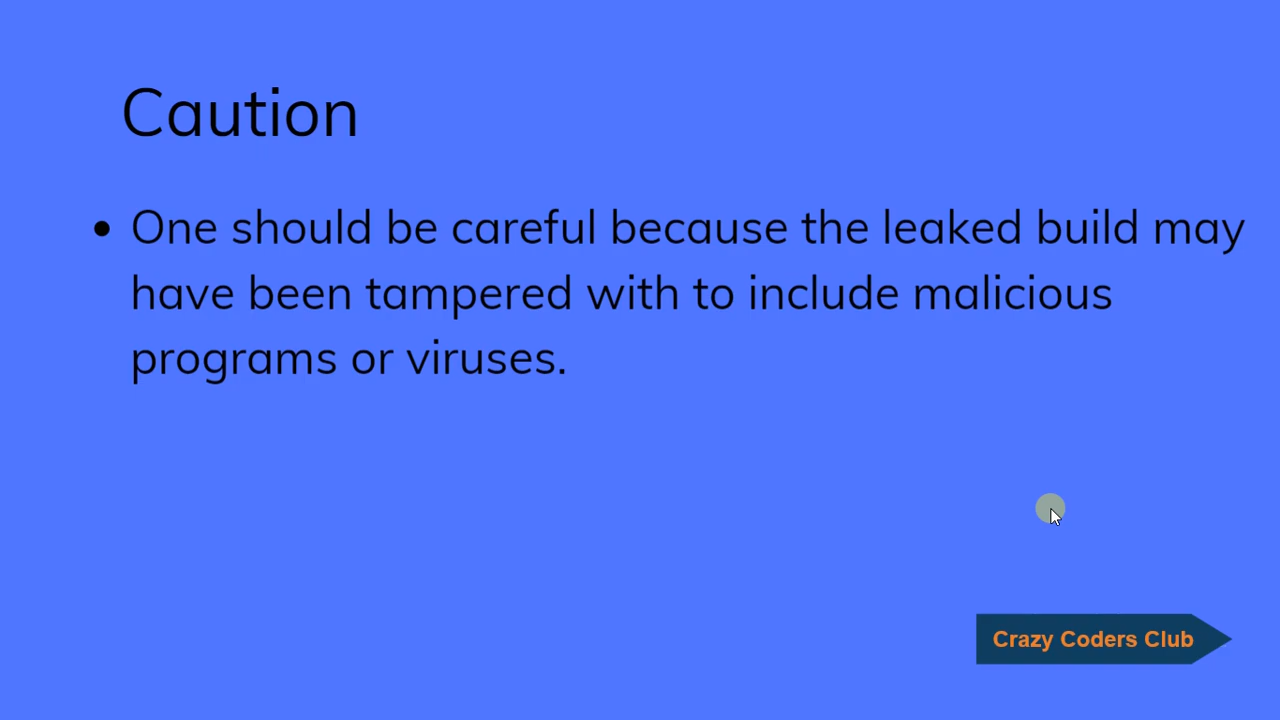 Caution
• One should be careful because the leaked build may
have been tampered with to include malicious
programs or viruses.
Crazy Coders Club